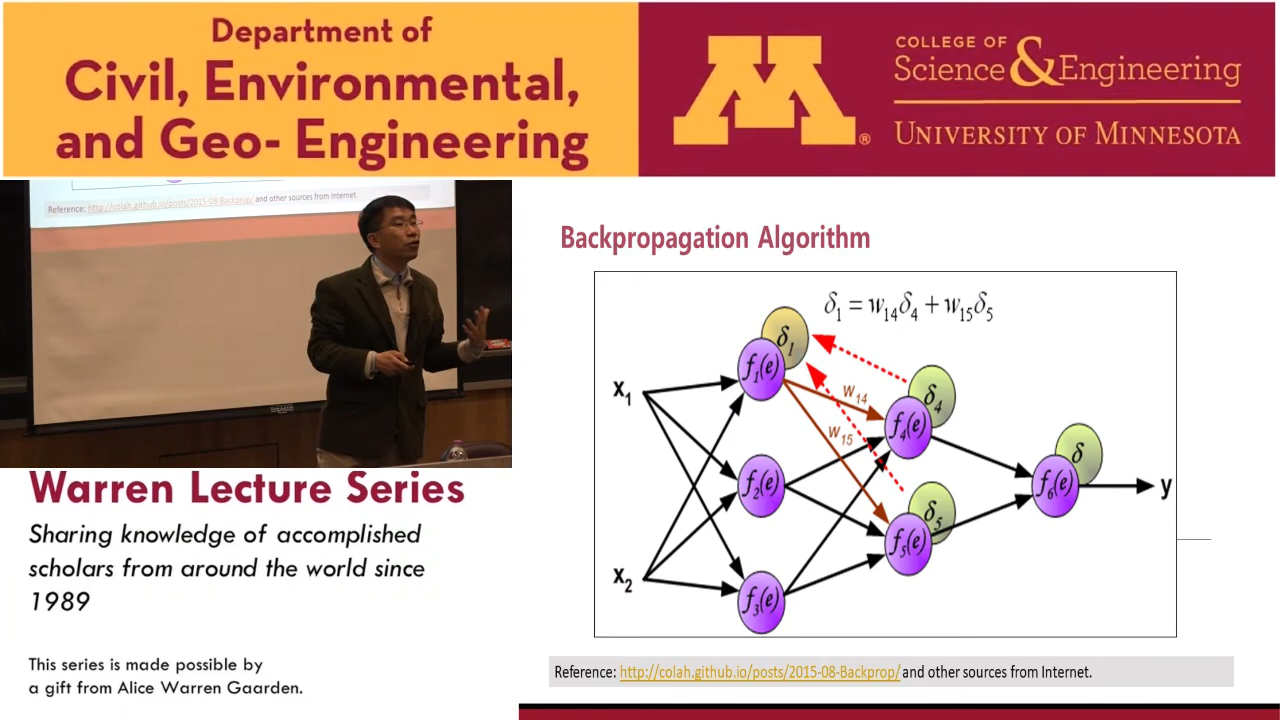 Department of
Civil, Environmental,
and Geo- Engineering
M®
COLLEGE OF
Science & Engineering
UNIVERSITY OF MINNESOTA
Reference: http://colah.github.io/posts/2015-08-Backprop/ and other sources from Internet.
Warren Lecture Series
Sharing knowledge of accomplished
scholars from around the world since
1989
This series is made possible by
a gift from Alice Warren Gaarden.
Backpropagation Algorithm
δ₁ = w₁₄δ₄ + w₁₅δ₅
δ₁
f₁(e)
x₁
w₁₄
δ₄
f₄(e)
w₁₅
δ
f₂(e)
f₆(e)
y
δ₅
f₅(e)
x₂
f₃(e)
Reference: http://colah.github.io/posts/2015-08-Backprop/ and other sources from Internet.